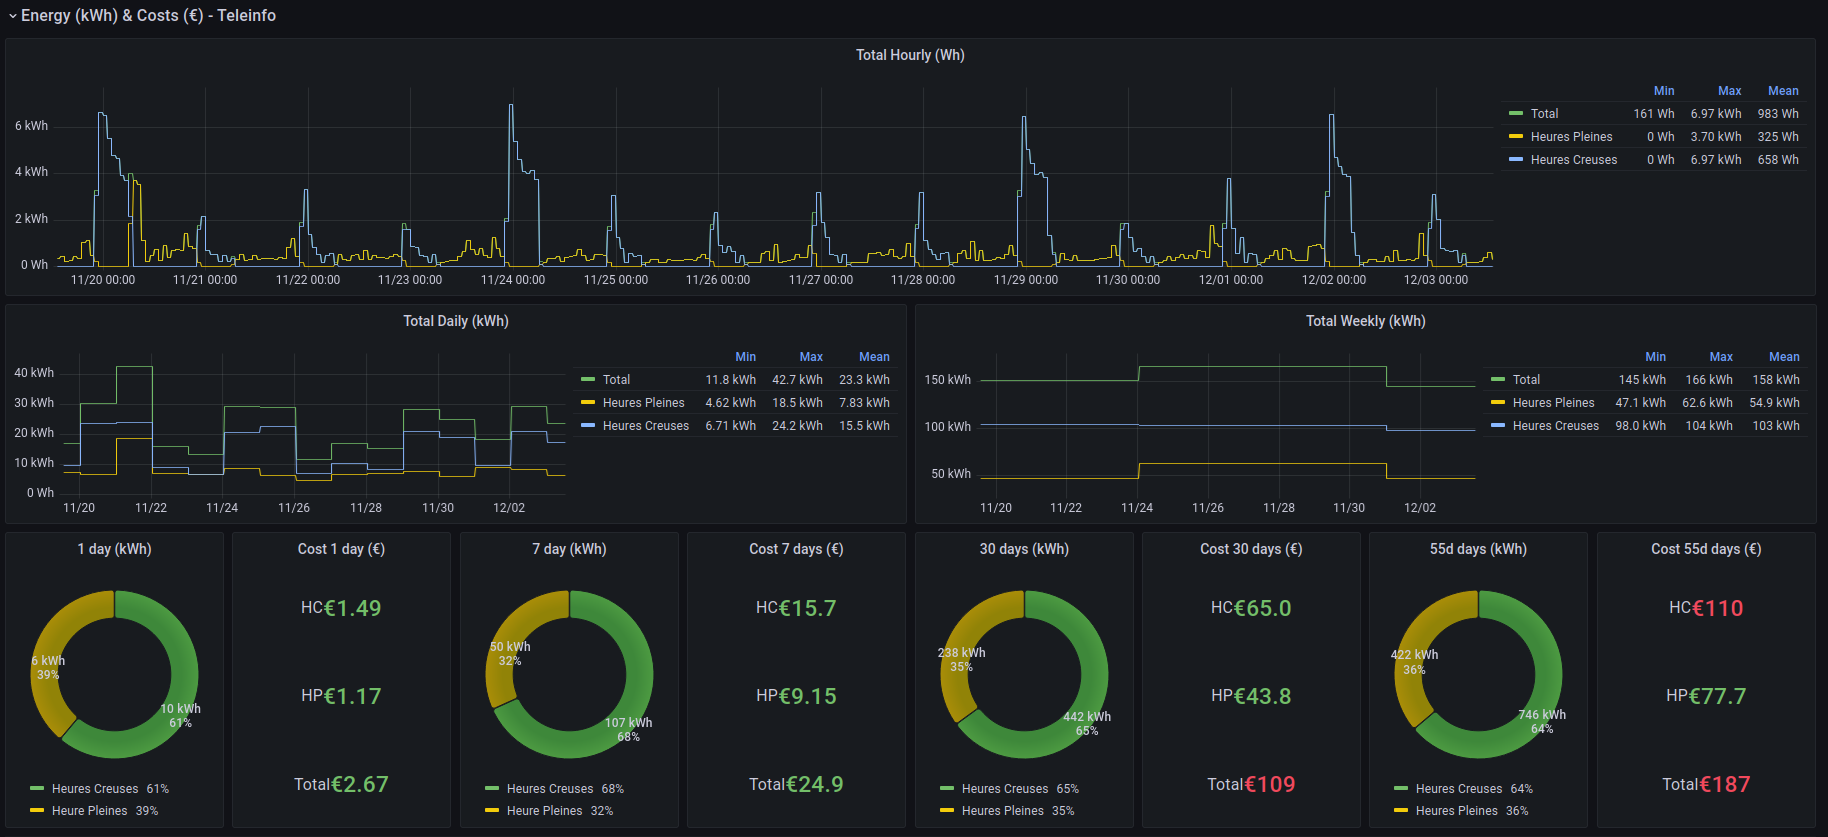 Energy (kWh) & Costs (€) - Teleinfo
Total Hourly (Wh)
6 kWh
4 kWh
2 kWh
0 Wh
11/20 00:00 11/21 00:00 11/22 00:00 11/23 00:00 11/24 00:00 11/25 00:00 11/26 00:00 11/27 00:00 11/28 00:00 11/29 00:00 11/30 00:00 12/01 00:00 12/02 00:00 12/03 00:00
Min Max Mean
Total 161 Wh 6.97 kWh 983 Wh
Heures Pleines 0 Wh 3.70 kWh 325 Wh
Heures Creuses 0 Wh 6.97 kWh 658 Wh
Total Daily (kWh)
40 kWh
30 kWh
20 kWh
10 kWh
0 Wh
11/20 11/22 11/24 11/26 11/28 11/30 12/02
Min Max Mean
Total 11.8 kWh 42.7 kWh 23.3 kWh
Heures Pleines 4.62 kWh 18.5 kWh 7.83 kWh
Heures Creuses 6.71 kWh 24.2 kWh 15.5 kWh
Total Weekly (kWh)
150 kWh
100 kWh
50 kWh
11/20 11/22 11/24 11/26 11/28 11/30 12/02
Min Max Mean
Total 145 kWh 166 kWh 158 kWh
Heures Pleines 47.1 kWh 62.6 kWh 54.9 kWh
Heures Creuses 98.0 kWh 104 kWh 103 kWh
1 day (kWh)
6 kWh
39%
10 kWh
61%
Heures Creuses 61%
Heure Pleines 39%
Cost 1 day (€)
HC€1.49
HP€1.17
Total€2.67
7 day (kWh)
50 kWh
32%
107 kWh
68%
Heures Creuses 68%
Heure Pleines 32%
Cost 7 days (€)
HC€15.7
HP€9.15
Total€24.9
30 days (kWh)
238 kWh
35%
442 kWh
65%
Heures Creuses 65%
Heures Pleines 35%
Cost 30 days (€)
HC€65.0
HP€43.8
Total€109
55d days (kWh)
422 kWh
36%
746 kWh
64%
Heures Creuses 64%
Heures Pleines 36%
Cost 55d days (€)
HC€110
HP€77.7
Total€187